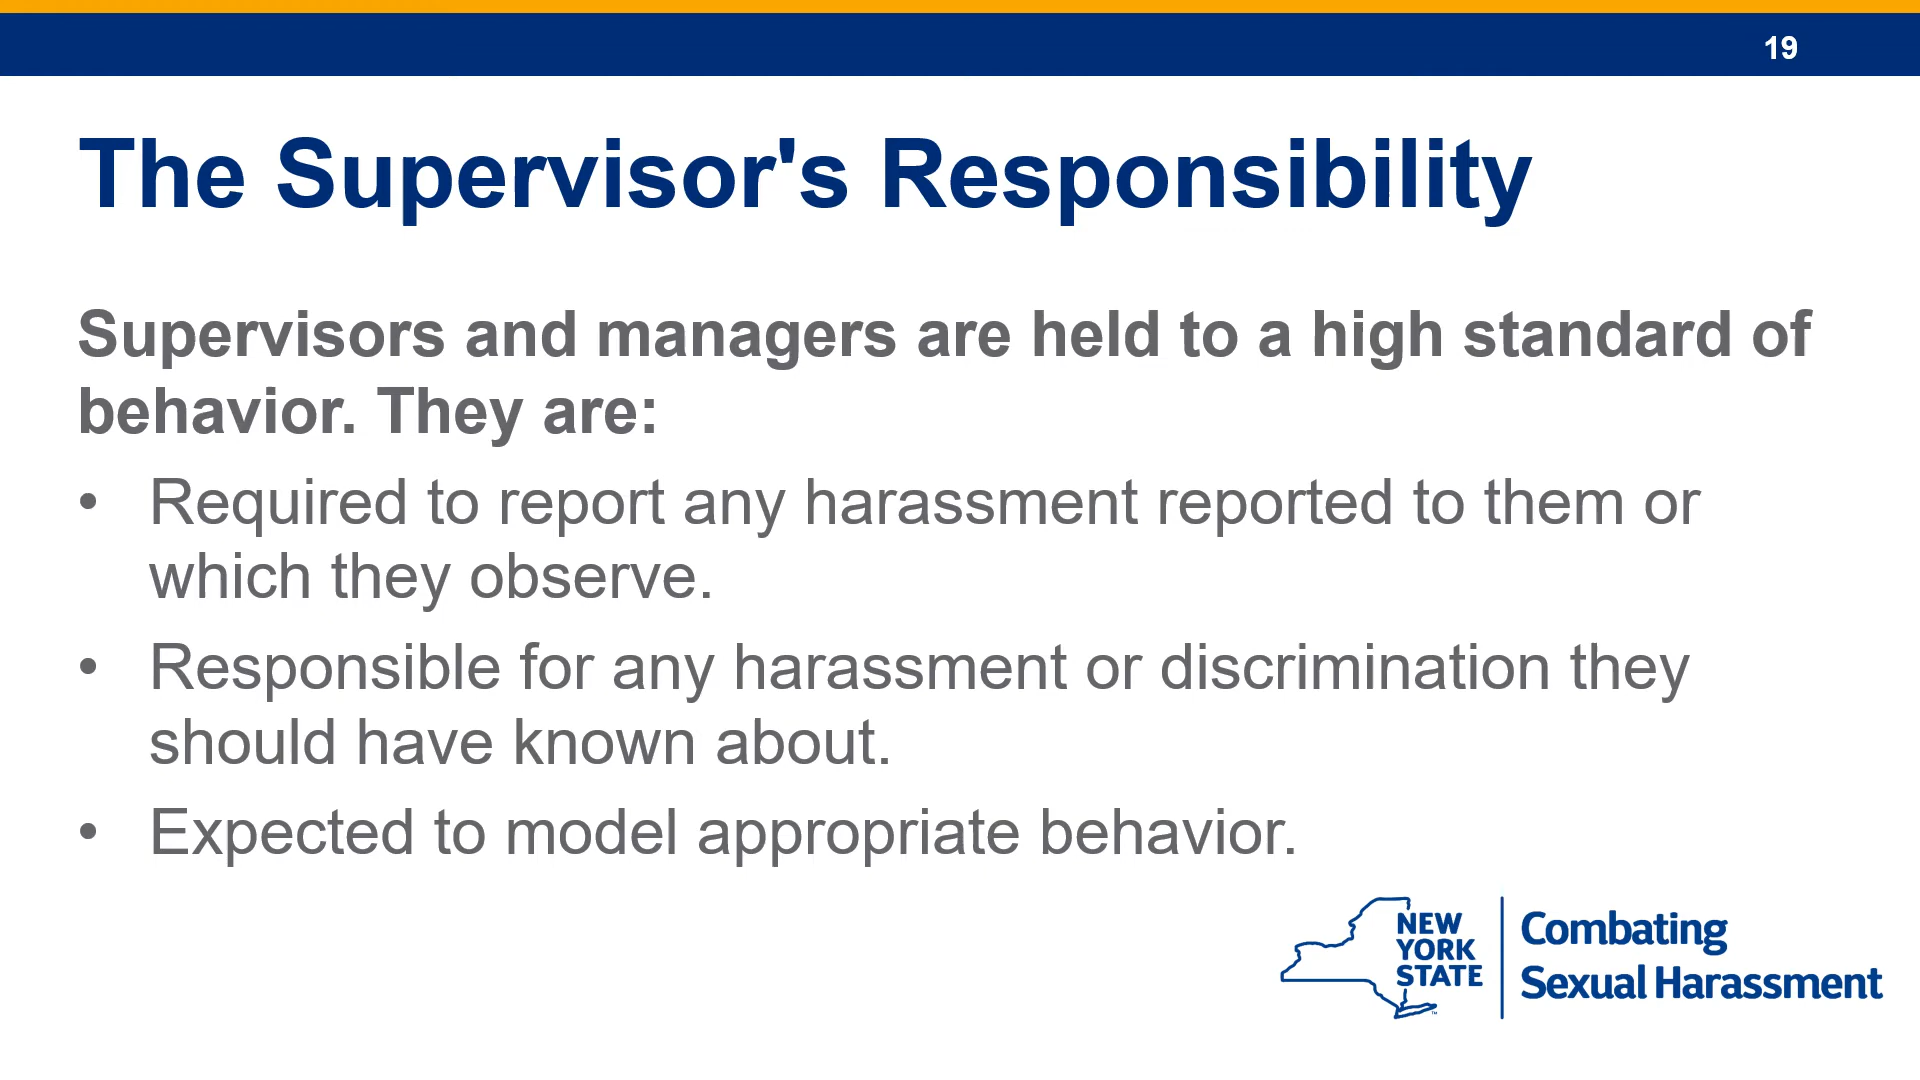 19
The Supervisor's Responsibility
Supervisors and managers are held to a high standard of
behavior. They are:
• Required to report any harassment reported to them or
which they observe.
• Responsible for any harassment or discrimination they
should have known about.
• Expected to model appropriate behavior.
NEW
YORK
STATE
™
Combating
Sexual Harassment